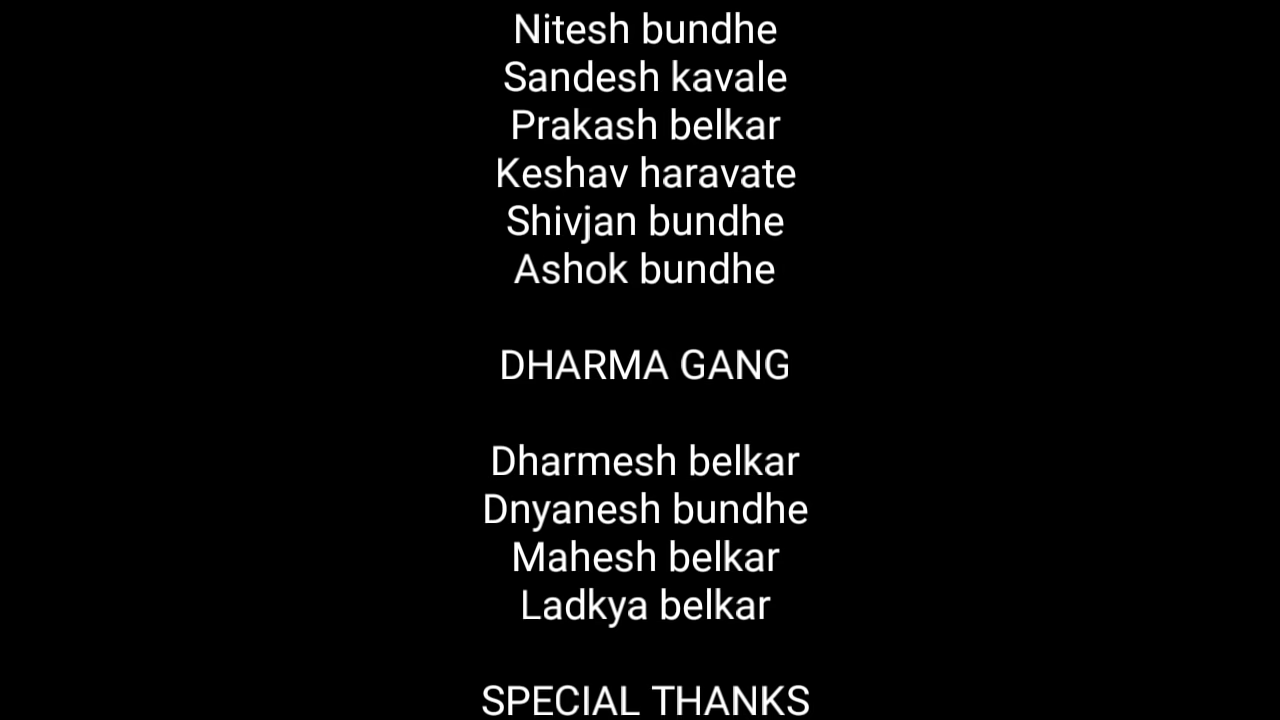 Nitesh bundhe
Sandesh kavale
Prakash belkar
Keshav haravate
Shivjan bundhe
Ashok bundhe
DHARMA GANG
Dharmesh belkar
Dnyanesh bundhe
Mahesh belkar
Ladkya belkar
SPECIAL THANKS